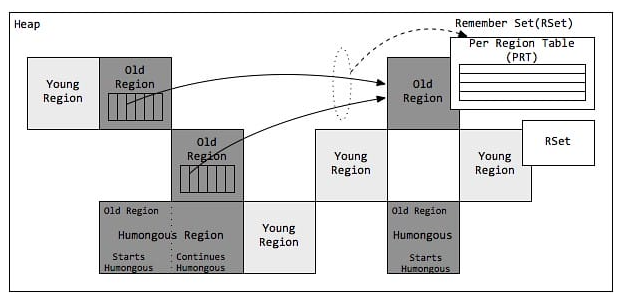 Heap
Remember Set(RSet)
Per Region Table
(PRT)
Young
Region
Old
Region
Old
Region
Old
Region
Young
Region
Young
Region
RSet
Old Region
Humongous Region
Starts
Humongous
Continues
Humongous
Young
Region
Old Region
Humongous
Starts
Humongous